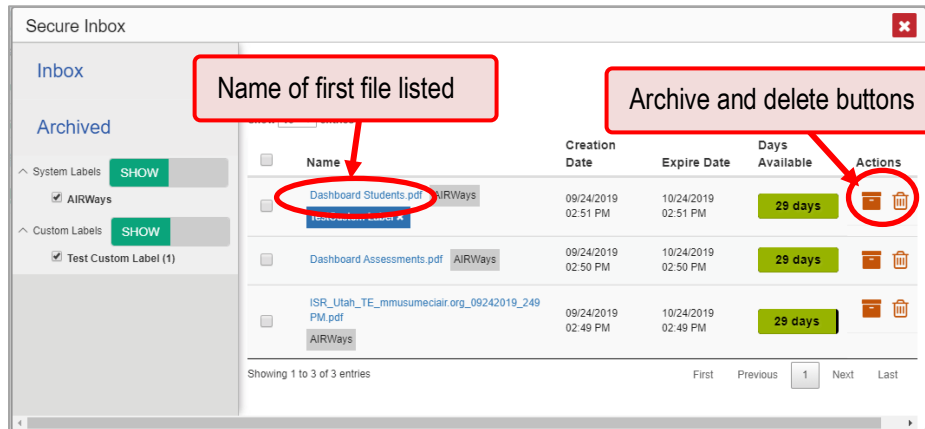 Secure Inbox
Inbox
Archived
System Labels SHOW
AIRWays
Custom Labels SHOW
Test Custom Label (1)
Name of first file listed
Archive and delete buttons
Name Creation Date Expire Date Days Available Actions
Dashboard Students.pdf AIRWays
TestCustom Label x
09/24/2019 02:51 PM
10/24/2019 02:51 PM
29 days
Dashboard Assessments.pdf AIRWays
09/24/2019 02:50 PM
10/24/2019 02:50 PM
29 days
ISR_Utah_TE_mmusumeciair.org_09242019_249
PM.pdf
AIRWays
09/24/2019 02:49 PM
10/24/2019 02:49 PM
29 days
Showing 1 to 3 of 3 entries
First Previous 1 Next Last